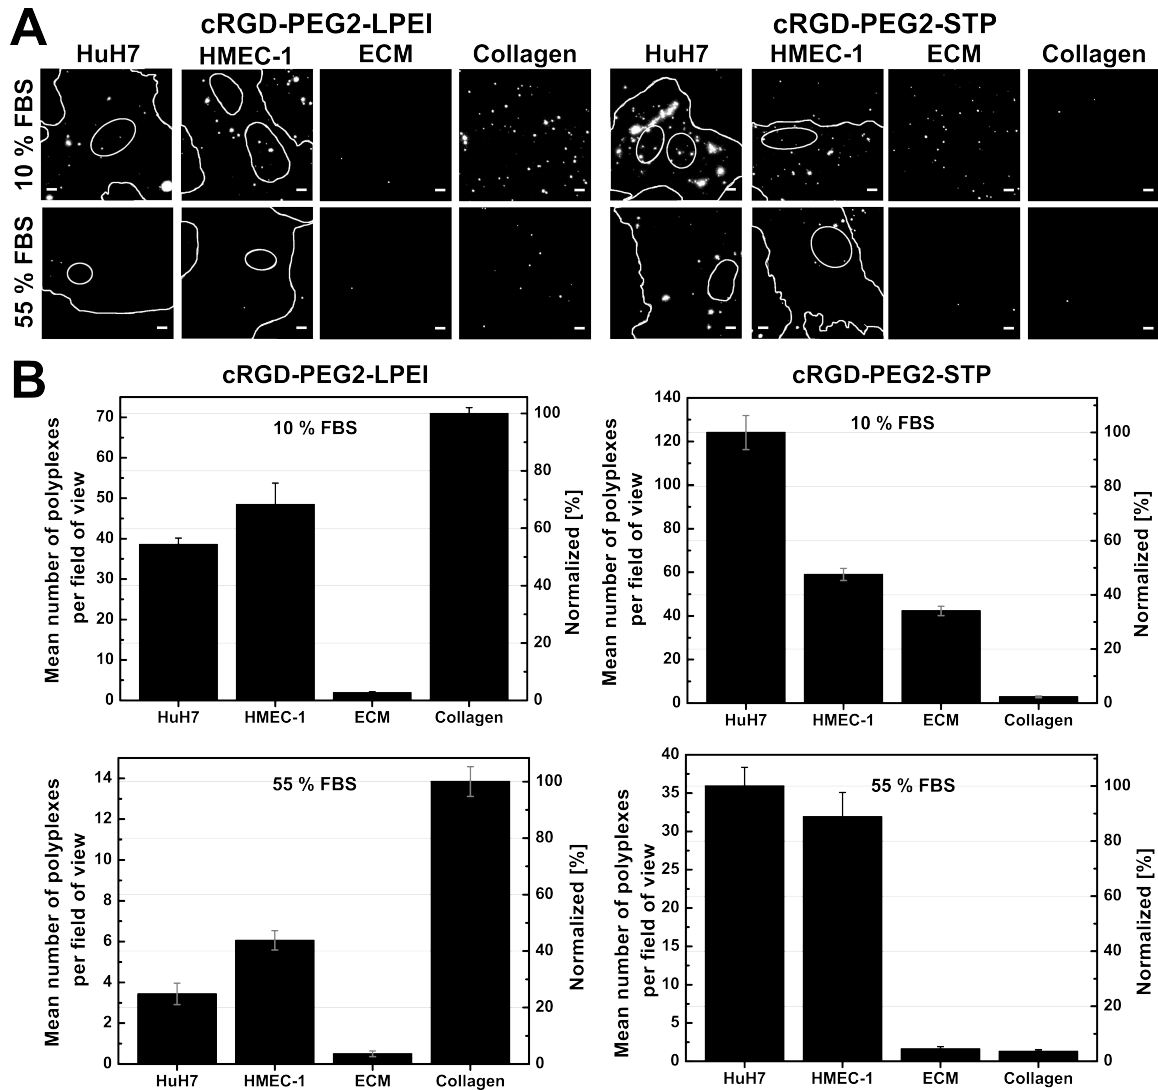 A
cRGD-PEG2-LPEI
cRGD-PEG2-STP
HuH7 HMEC-1 ECM Collagen
HuH7 HMEC-1 ECM Collagen
10 % FBS
55 % FBS
B
cRGD-PEG2-LPEI
Mean number of polyplexes
per field of view
70
60
50
40
30
20
10
0
10 % FBS
100
80
60
40
20
0
Normalized [%]
HuH7 HMEC-1 ECM Collagen
cRGD-PEG2-STP
Mean number of polyplexes
per field of view
140
120
100
80
60
40
20
0
10 % FBS
100
80
60
40
20
0
Normalized [%]
HuH7 HMEC-1 ECM Collagen
Mean number of polyplexes
per field of view
14
12
10
8
6
4
2
0
55 % FBS
100
80
60
40
20
0
Normalized [%]
HuH7 HMEC-1 ECM Collagen
Mean number of polyplexes
per field of view
40
35
30
25
20
15
10
5
0
55 % FBS
100
80
60
40
20
0
Normalized [%]
HuH7 HMEC-1 ECM Collagen